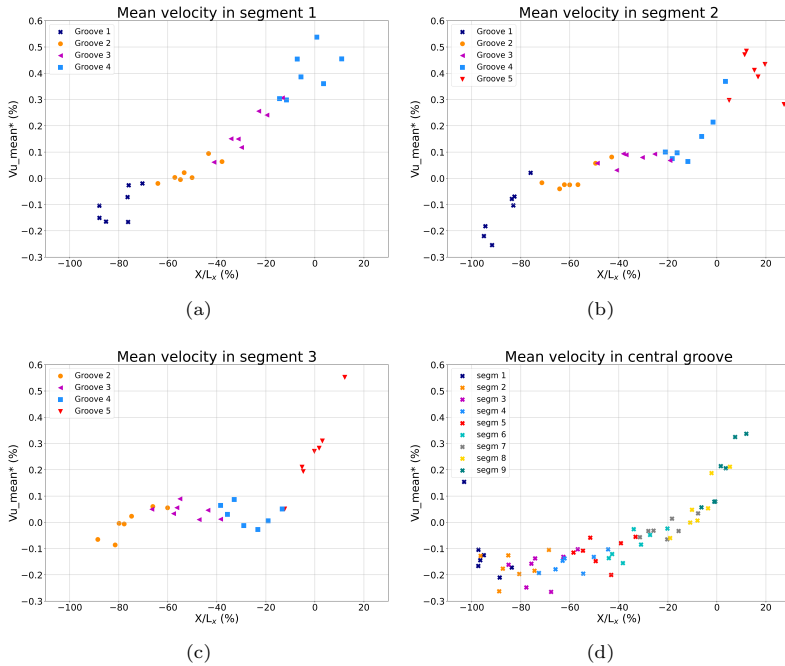 Mean velocity in segment 1
0.6
0.5
0.4
0.3
0.2
0.1
0.0
−0.1
−0.2
−0.3
Vu_mean* (%)
Groove 1
Groove 2
Groove 3
Groove 4
−100 −80 −60 −40 −20 0 20
X/Lx (%)
(a)
Mean velocity in segment 2
0.6
0.5
0.4
0.3
0.2
0.1
0.0
−0.1
−0.2
−0.3
Vu_mean* (%)
Groove 1
Groove 2
Groove 3
Groove 4
Groove 5
−100 −80 −60 −40 −20 0 20
X/Lx (%)
(b)
Mean velocity in segment 3
0.6
0.5
0.4
0.3
0.2
0.1
0.0
−0.1
−0.2
−0.3
Vu_mean* (%)
Groove 2
Groove 3
Groove 4
Groove 5
−100 −80 −60 −40 −20 0 20
X/Lx (%)
(c)
Mean velocity in central groove
0.6
0.5
0.4
0.3
0.2
0.1
0.0
−0.1
−0.2
−0.3
Vu_mean* (%)
segm 1
segm 2
segm 3
segm 4
segm 5
segm 6
segm 7
segm 8
segm 9
−100 −80 −60 −40 −20 0 20
X/Lx (%)
(d)